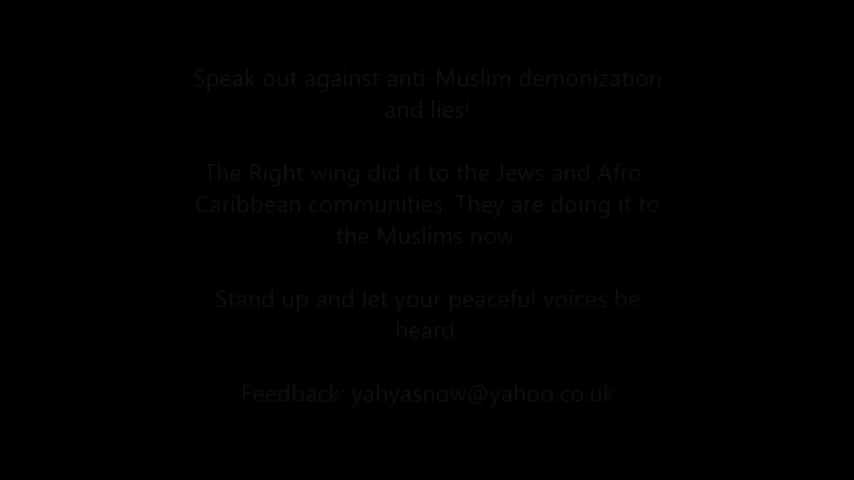 Speak out against anti-Muslim demonization
and lies!
The Right wing did it to the Jews and Afro
Caribbean communities. They are doing it to
the Muslims now
Stand up and let your peaceful voices be
heard.
Feedback: yahyasnow@yahoo.co.uk